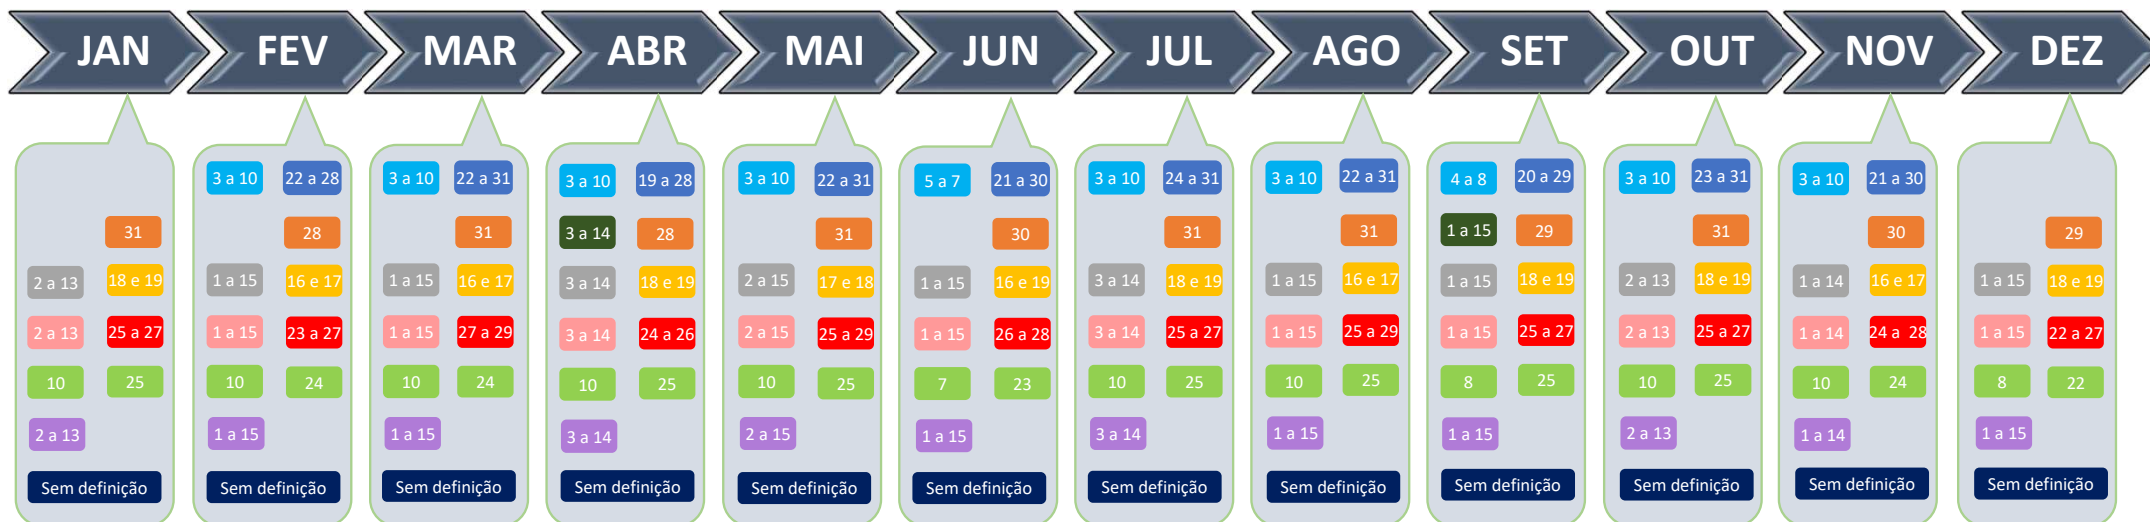 JAN FEV MAR ABR MAI JUN JUL AGO SET OUT NOV DEZ
3 a 10 22 a 28 3 a 10 22 a 31 3 a 10 19 a 28 3 a 10 22 a 31 5 a 7 21 a 30 3 a 10 24 a 31 3 a 10 22 a 31 4 a 8 20 a 29 3 a 10 23 a 31 3 a 10 21 a 30
31 28 31 3 a 14 28 31 30 31 31 1 a 15 29 31 30 29
2 a 13 18 e 19 1 a 15 16 e 17 1 a 15 16 e 17 3 a 14 18 e 19 2 a 15 17 e 18 1 a 15 16 e 19 3 a 14 18 e 19 1 a 15 16 e 17 1 a 15 18 e 19 2 a 13 18 e 19 1 a 14 16 e 17 1 a 15 18 e 19
2 a 13 25 a 27 1 a 15 23 a 27 1 a 15 27 a 29 3 a 14 24 a 26 2 a 15 25 a 29 1 a 15 26 a 28 3 a 14 25 a 27 1 a 15 25 a 29 1 a 15 25 a 27 2 a 13 25 a 27 1 a 14 24 a 28 1 a 15 22 a 27
10 25 10 24 10 24 10 25 10 25 7 23 10 25 10 25 8 25 10 25 10 24 8 22
2 a 13 1 a 15 1 a 15 3 a 14 2 a 15 1 a 15 3 a 14 1 a 15 1 a 15 2 a 13 1 a 14 1 a 15
Sem definição Sem definição Sem definição Sem definição Sem definição Sem definição Sem definição Sem definição Sem definição Sem definição Sem definição Sem definição